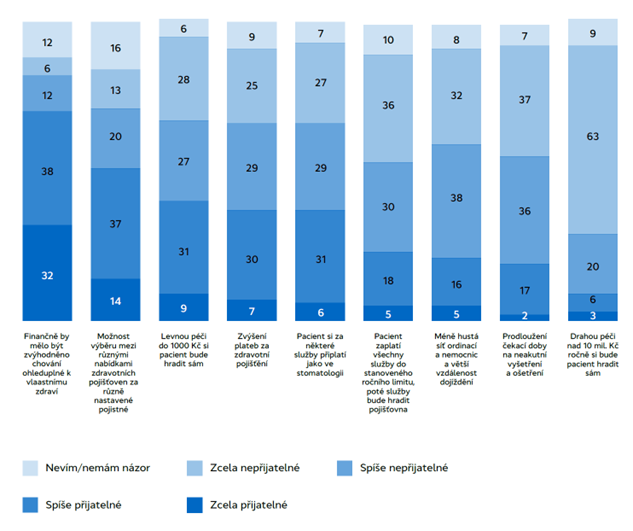 12
6
12
38
32
16
13
20
37
14
6
28
27
31
9
9
25
29
30
7
7
27
29
31
6
10
36
30
18
5
8
32
38
16
5
7
37
36
17
2
9
63
20
6
3
Finančně by
mělo být
zvýhodněno
chování
ohleduplné k
vlaastnímu
zdraví
Možnost
výběru mezi
různými
nabídkami
zdravotních
pojišťoven za
různě
nastavené
pojistné
Levnou péči
do 1000 Kč si
pacient bude
hradit sám
Zvýšení
plateb za
zdravotní
pojištění
Pacient si za
některé
služby připlatí
jako ve
stomatologii
Pacient
zaplatí
všechny
služby do
stanoveného
ročního limitu,
poté služby
bude hradit
pojišťovna
Méně hustá
síť ordinací
a nemocnic
a větší
vzdálenost
dojíždění
Prodloužení
čekací doby
na neakutní
vyšetření
a ošetření
Drahou péči
nad 10 mil. Kč
ročně si bude
pacient hradit
sám
Nevím/nemám názor
Zcela nepřijatelné
Spíše nepřijatelné
Spíše přijatelné
Zcela přijatelné